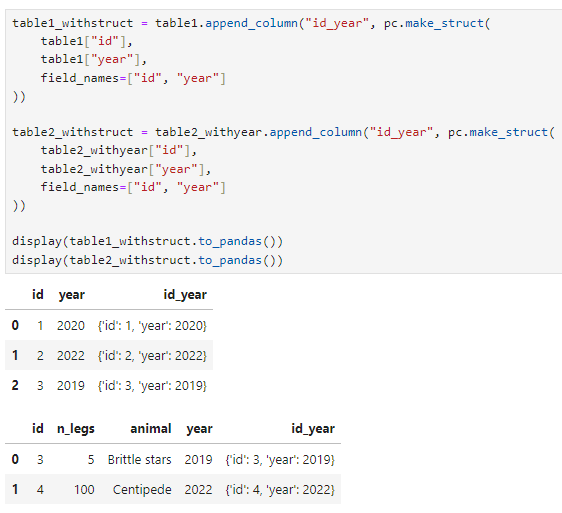 table1_withstruct = table1.append_column("id_year", pc.make_struct(
    table1["id"],
    table1["year"],
    field_names=["id", "year"]
))

table2_withstruct = table2_withyear.append_column("id_year", pc.make_struct(
    table2_withyear["id"],
    table2_withyear["year"],
    field_names=["id", "year"]
))

display(table1_withstruct.to_pandas())
display(table2_withstruct.to_pandas())
id year id_year
0 1 2020 {'id': 1, 'year': 2020}
1 2 2022 {'id': 2, 'year': 2022}
2 3 2019 {'id': 3, 'year': 2019}
id n_legs animal year id_year
0 3 5 Brittle stars 2019 {'id': 3, 'year': 2019}
1 4 100 Centipede 2022 {'id': 4, 'year': 2022}